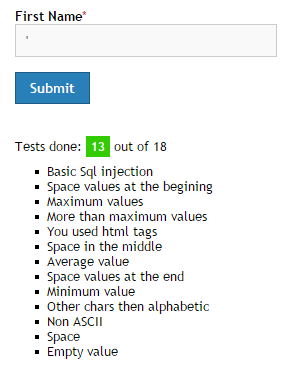 First Name*
'
Submit
Tests done: 13 out of 18
Basic Sql injection
Space values at the begining
Maximum values
More than maximum values
You used html tags
Space in the middle
Average value
Space values at the end
Minimum value
Other chars then alphabetic
Non ASCII
Space
Empty value